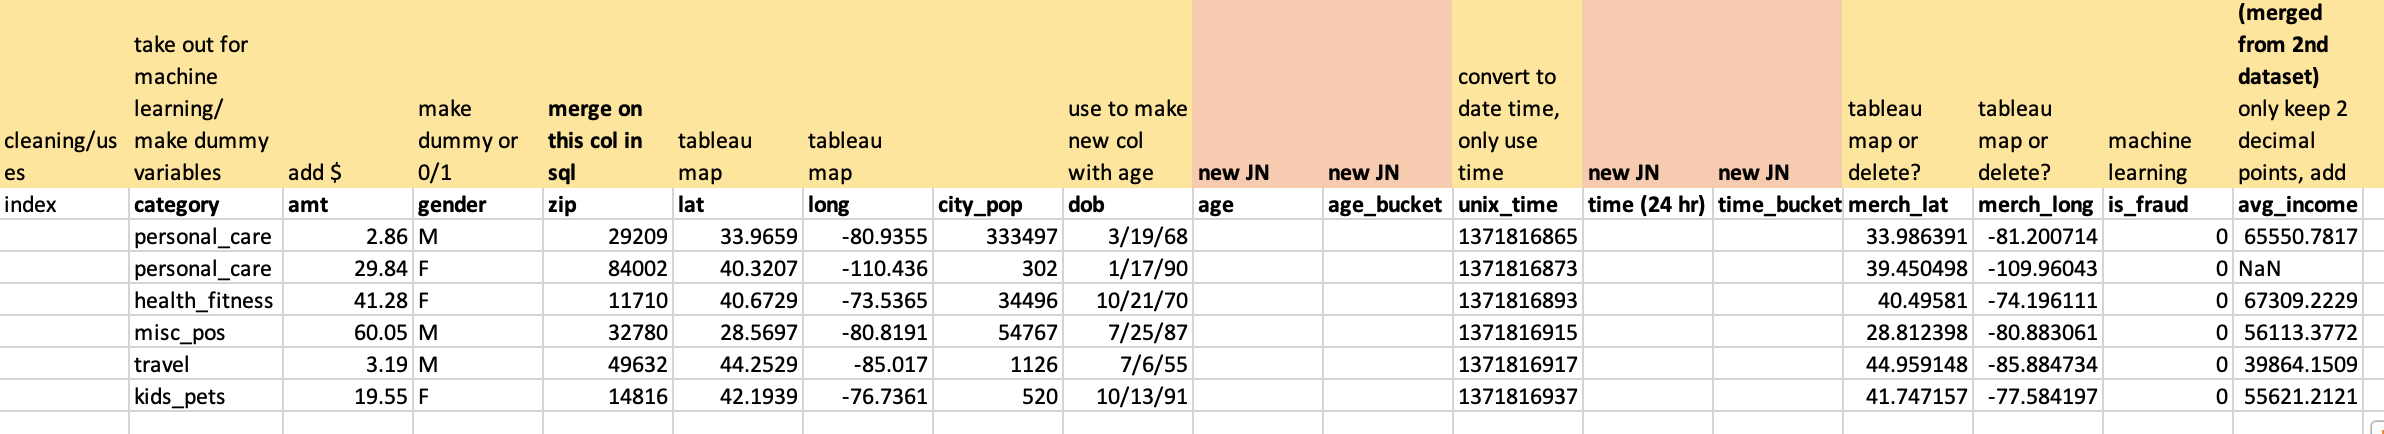 (merged
take out for from 2nd
machine convert to dataset)
learning/ make merge on use to make date time, tableau tableau only keep 2
cleaning/us make dummy dummy or this col in tableau tableau new col only use map or map or machine decimal
es variables add $ 0/1 sql map map with age new JN new JN time new JN new JN delete? delete? learning points, add
index category amt gender zip lat long city_pop dob age age_bucket unix_time time (24 hr) time_bucket merch_lat merch_long is_fraud avg_income
personal_care 2.86 M 29209 33.9659 -80.9355 333497 3/19/68 1371816865 33.986391 -81.200714 0 65550.7817
personal_care 29.84 F 84002 40.3207 -110.436 302 1/17/90 1371816873 39.450498 -109.96043 0 NaN
health_fitness 41.28 F 11710 40.6729 -73.5365 34496 10/21/70 1371816893 40.49581 -74.196111 0 67309.2229
misc_pos 60.05 M 32780 28.5697 -80.8191 54767 7/25/87 1371816915 28.812398 -80.883061 0 56113.3772
travel 3.19 M 49632 44.2529 -85.017 1126 7/6/55 1371816917 44.959148 -85.884734 0 39864.1509
kids_pets 19.55 F 14816 42.1939 -76.7361 520 10/13/91 1371816937 41.747157 -77.584197 0 55621.2121